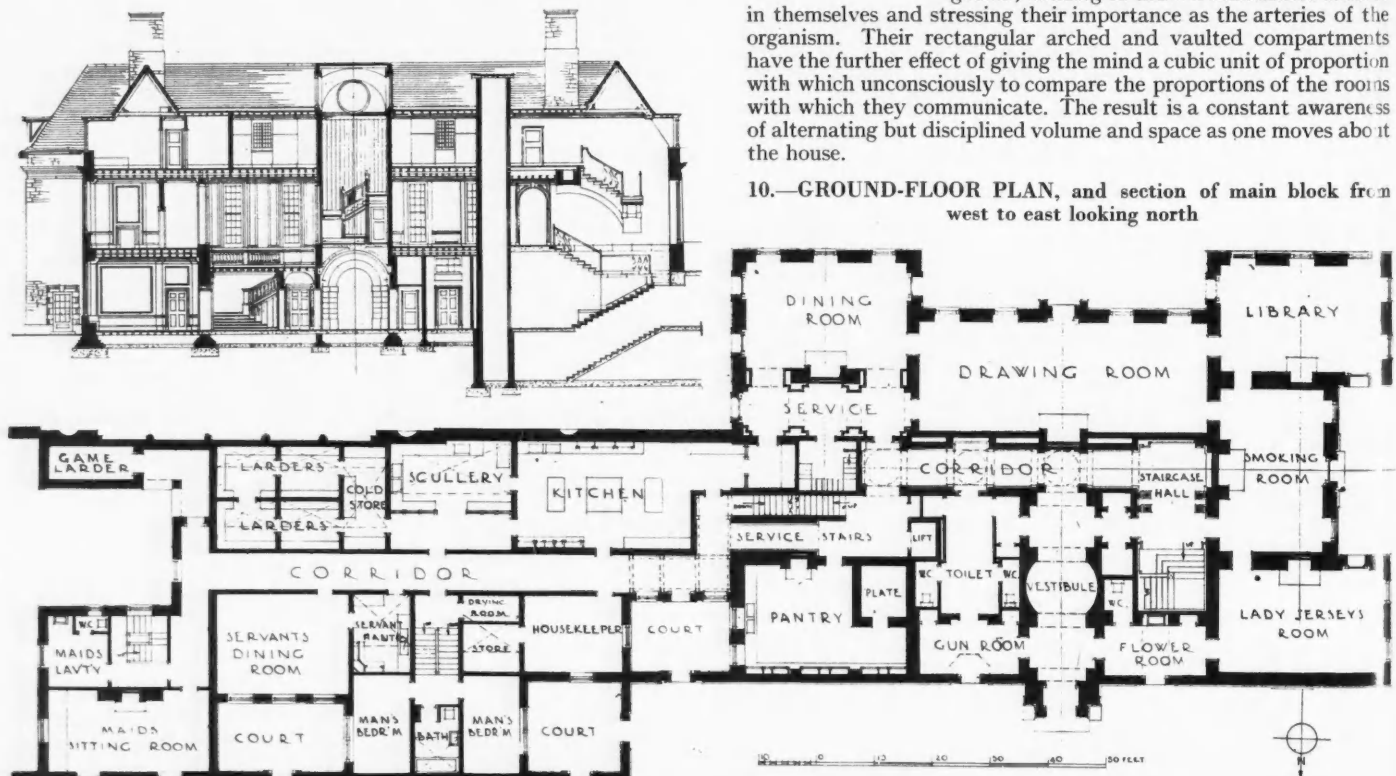 in themselves and stressing their importance as the arteries of the
organism. Their rectangular arched and vaulted compartments
have the further effect of giving the mind a cubic unit of proportion
with which unconsciously to compare the proportions of the rooms
with which they communicate. The result is a constant awareness
of alternating but disciplined volume and space as one moves about
the house.
10.—GROUND-FLOOR PLAN, and section of main block from
west to east looking north
DINING
ROOM
LIBRARY
DRAWING ROOM
SERVICE
GAME
LARDER
LARDERS
COLD
STORE
LARDERS
SCULLERY
KITCHEN
CORRIDOR
STAIRCASE
HALL
SMOKING
ROOM
DOWN
UP
SERVICE STAIRS
LIFT
UP
CORRIDOR
WC
TOILET
WC
VESTIBULE
WC
PANTRY
PLATE
LADY JERSEYS
ROOM
GUN ROOM
FLOWER
ROOM
WC
MAIDS
LAVTY
SERVANTS
DINING
ROOM
SERVANT
DRYING
ROOM
STORE
HOUSEKEEPER
COURT
MAIDS
SITTING ROOM
COURT
MAN'S
BEDR'M
BATH
MAN'S
BEDR'M
COURT
10 0 10 20 30 40 50 FEET
N